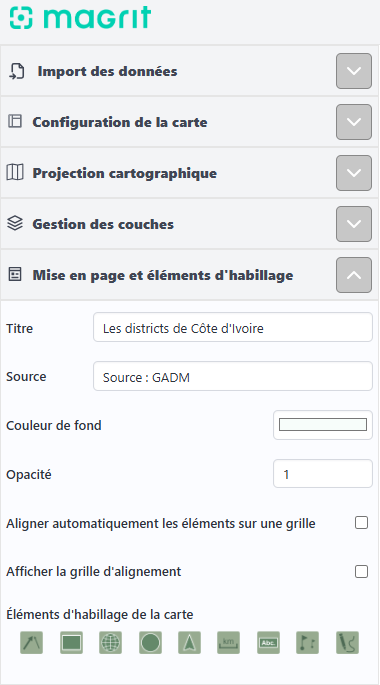 magrit
Import des données
Configuration de la carte
Projection cartographique
Gestion des couches
Mise en page et éléments d'habillage
Titre Les districts de Côte d'Ivoire
Source Source : GADM
Couleur de fond
Opacité 1
Aligner automatiquement les éléments sur une grille
Afficher la grille d'alignement
Éléments d'habillage de la carte
km Abc.